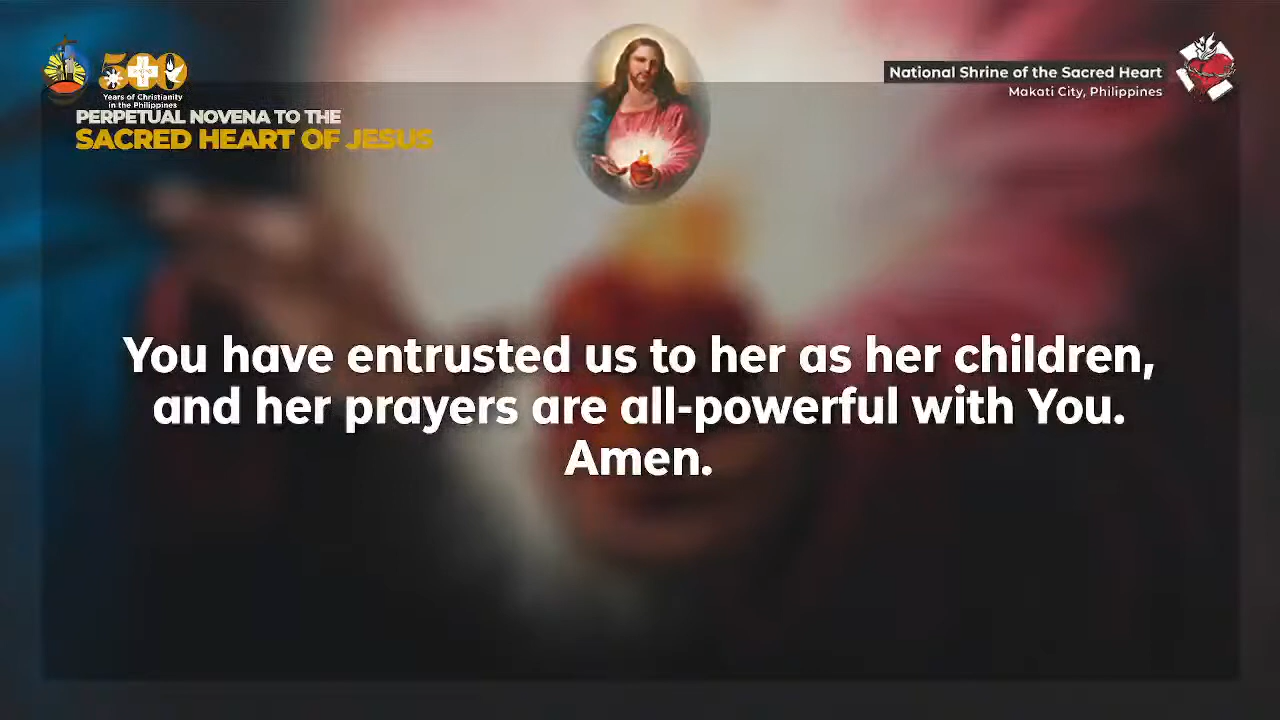 500
Years of Christianity
in the Philippines
PERPETUAL NOVENA TO THE
SACRED HEART OF JESUS
National Shrine of the Sacred Heart
Makati City, Philippines
You have entrusted us to her as her children,
and her prayers are all-powerful with You.
Amen.